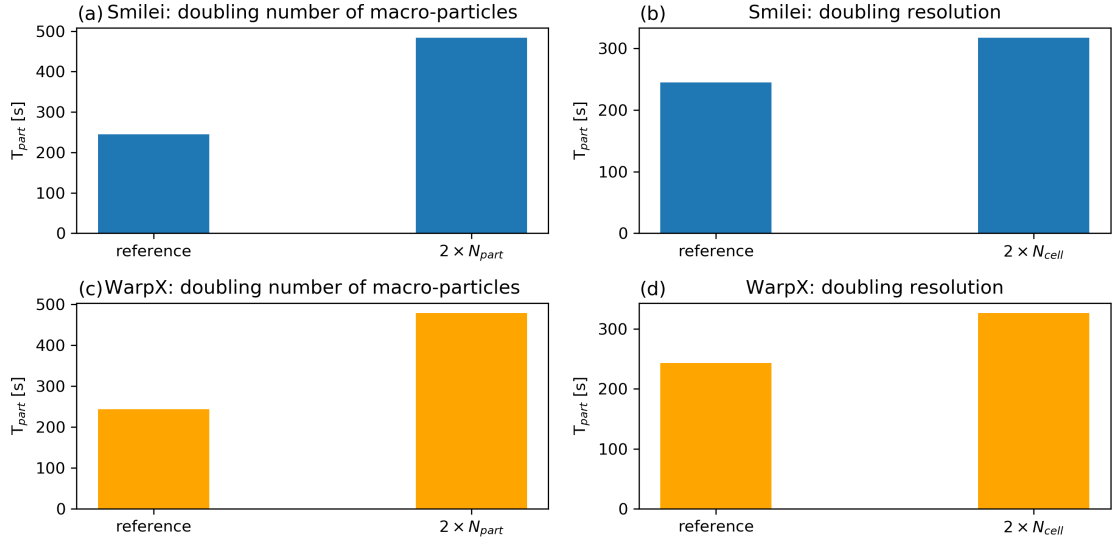 (a) Smilei: doubling number of macro-particles
500
400
300
200
100
0
T_part [s]
reference
2 × N_part
(b) Smilei: doubling resolution
300
200
100
0
T_part [s]
reference
2 × N_cell
(c) WarpX: doubling number of macro-particles
500
400
300
200
100
0
T_part [s]
reference
2 × N_part
(d) WarpX: doubling resolution
300
200
100
0
T_part [s]
reference
2 × N_cell